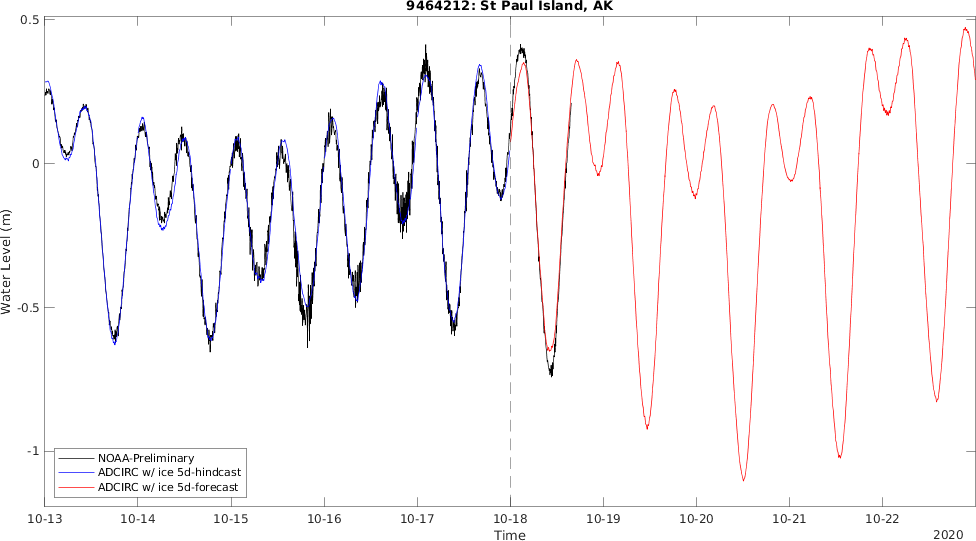 9464212: St Paul Island, AK
Water Level (m)
0.5
0
-0.5
-1
NOAA-Preliminary
ADCIRC w/ ice 5d-hindcast
ADCIRC w/ ice 5d-forecast
10-13 10-14 10-15 10-16 10-17 10-18 10-19 10-20 10-21 10-22
Time
2020